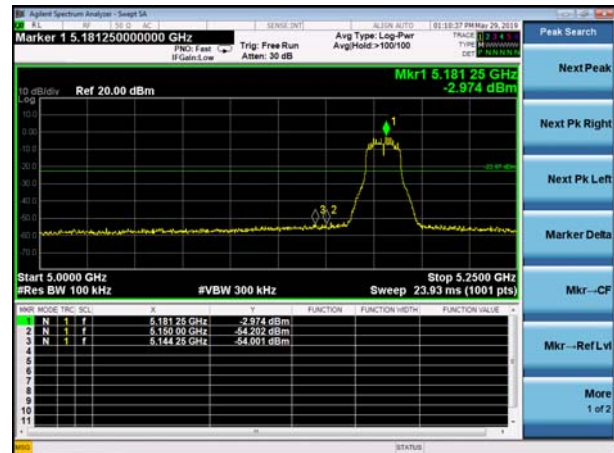 Agilent Spectrum Analyzer - Swept SA
RL RF 50 Ω AC SENSE:INT ALIGN AUTO 01:10:37 PM May 29, 2019
Marker 1 5.181250000000 GHz
PNO: Fast
IFGain:Low
Trig: Free Run
Atten: 30 dB
Avg Type: Log-Pwr
Avg|Hold:>100/100
TRACE 1 2 3 4 5 6
TYPE M W W W W W
DET P N N N N N
Peak Search
Next Peak
Next Pk Right
Next Pk Left
Marker Delta
Mkr→CF
Mkr→Ref Lvl
More
1 of 2
Mkr1 5.181 25 GHz
-2.974 dBm
10 dB/div Ref 20.00 dBm
Log
10.0
0.00
-10.0
-20.0
-30.0
-40.0
-50.0
-60.0
-70.0
1
3 2
Start 5.0000 GHz Stop 5.2500 GHz
#Res BW 100 kHz #VBW 300 kHz Sweep 23.93 ms (1001 pts)
MKR MODE TRC SCL X Y FUNCTION FUNCTION WIDTH FUNCTION VALUE
1 N 1 f 5.181 25 GHz -2.974 dBm
2 N 1 f 5.150 00 GHz -54.202 dBm
3 N 1 f 5.144 25 GHz -54.001 dBm
4
5
6
7
8
9
10
11
MSG STATUS